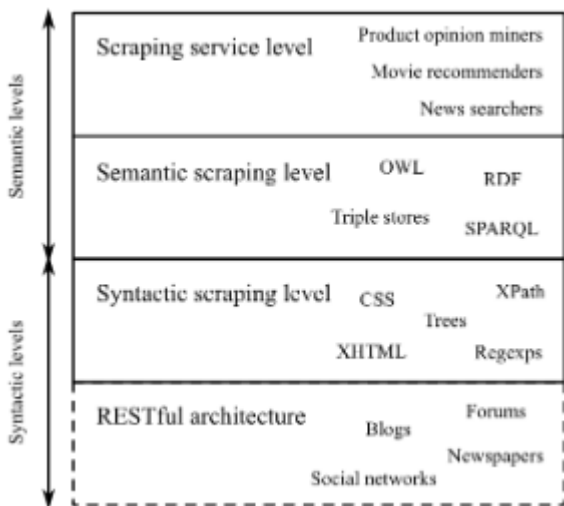 Semantic levels
Syntactic levels
Scraping service level
Product opinion miners
Movie recommenders
News searchers
Semantic scraping level
OWL
RDF
Triple stores
SPARQL
Syntactic scraping level
CSS
XPath
Trees
XHTML
Regexps
RESTful architecture
Blogs
Forums
Newspapers
Social networks